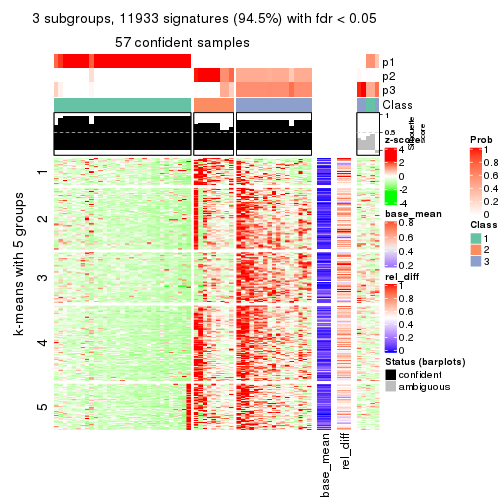 3 subgroups, 11933 signatures (94.5%) with fdr < 0.05
57 confident samples
p1
p2
p3
Class
1
0.5
0
Silhouette
score
k-means with 5 groups
1
2
3
4
5
base_mean
rel_diff
z-score
4
2
0
-2
-4
base_mean
0.8
0.6
0.4
0.2
rel_diff
1
0.8
0.6
0.4
0.2
0
Status (barplots)
confident
ambiguous
Prob
1
0.8
0.6
0.4
0.2
0
Class
1
2
3